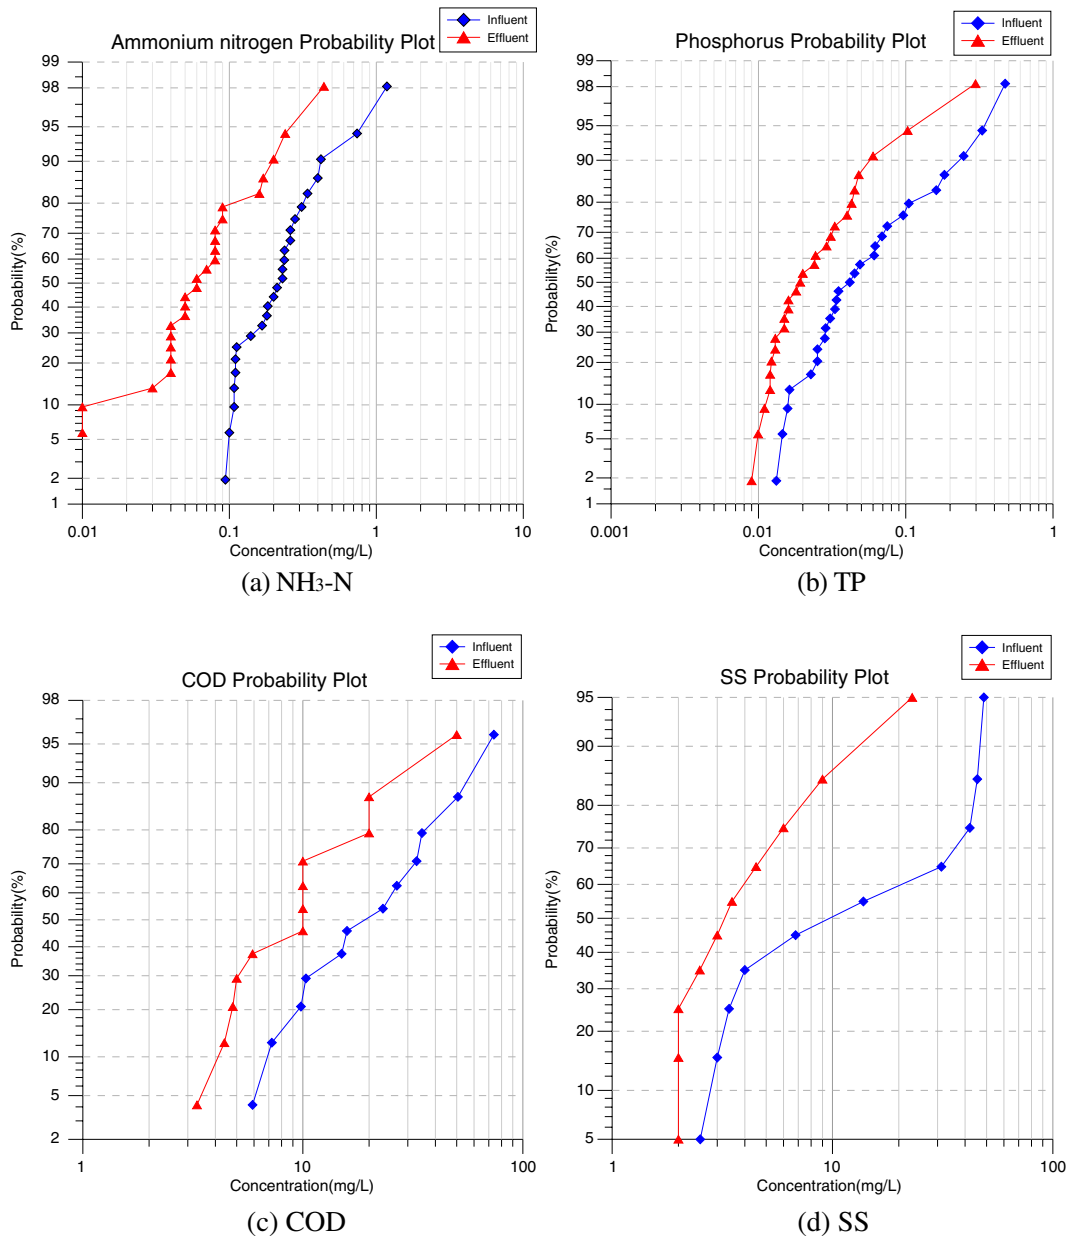 Influent
Effluent
Ammonium nitrogen Probability Plot
99
98
95
90
80
70
60
50
40
30
20
10
5
2
1
Probability(%)
0.01
0.1
1
10
Concentration(mg/L)
(a) NH3-N
Influent
Effluent
Phosphorus Probability Plot
99
98
95
90
80
70
60
50
40
30
20
10
5
2
1
Probability(%)
0.001
0.01
0.1
1
Concentration(mg/L)
(b) TP
Influent
Effluent
COD Probability Plot
98
95
90
80
70
60
50
40
30
20
10
5
2
Probability(%)
1
10
100
Concentration(mg/L)
(c) COD
Influent
Effluent
SS Probability Plot
95
90
80
70
60
50
40
30
20
10
5
Probability(%)
1
10
100
Concentration(mg/L)
(d) SS